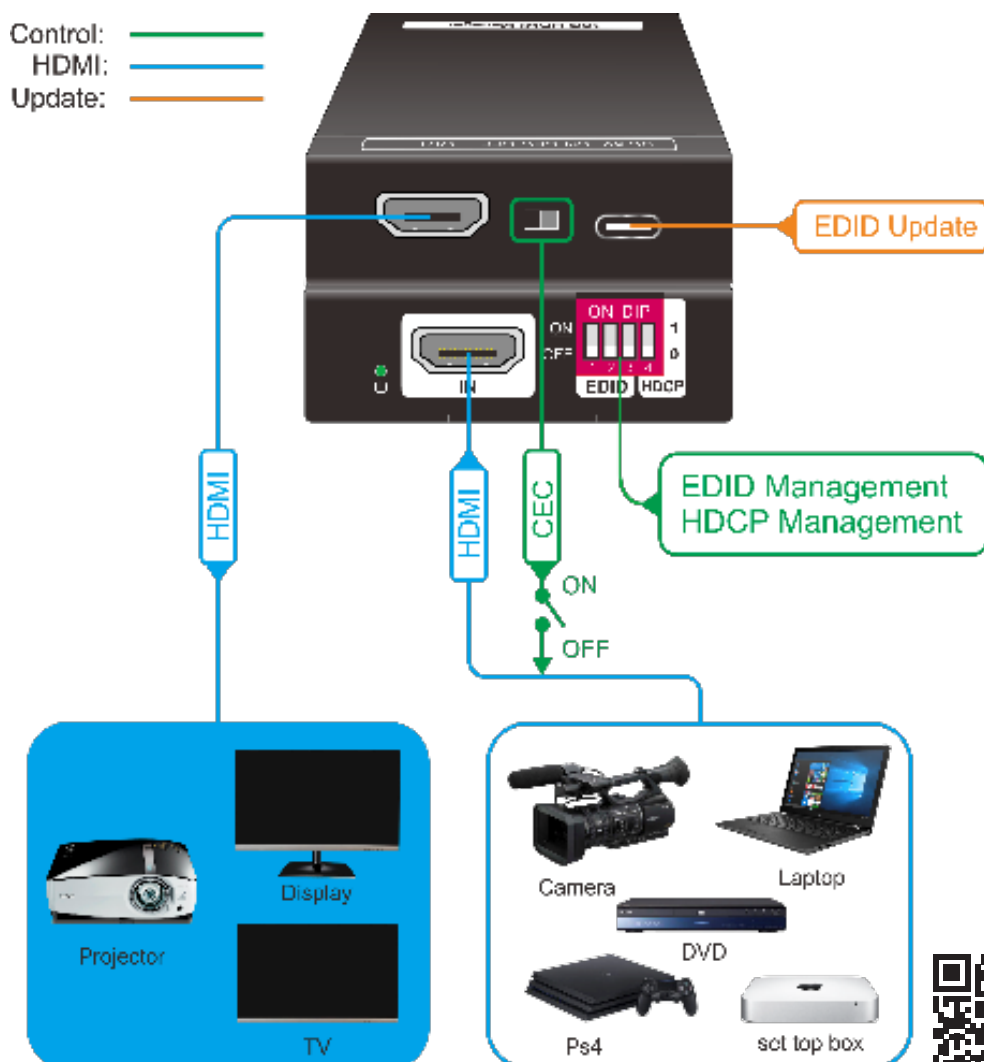 Control:
HDMI:
Update:
EDID Update
ON DIP
ON
1
OFF
0
1 2 3 4
IN
EDID
HDCP
HDMI
HDMI
CEC
EDID Management
HDCP Management
ON
OFF
Projector
Display
TV
Camera
Laptop
DVD
Ps4
set top box